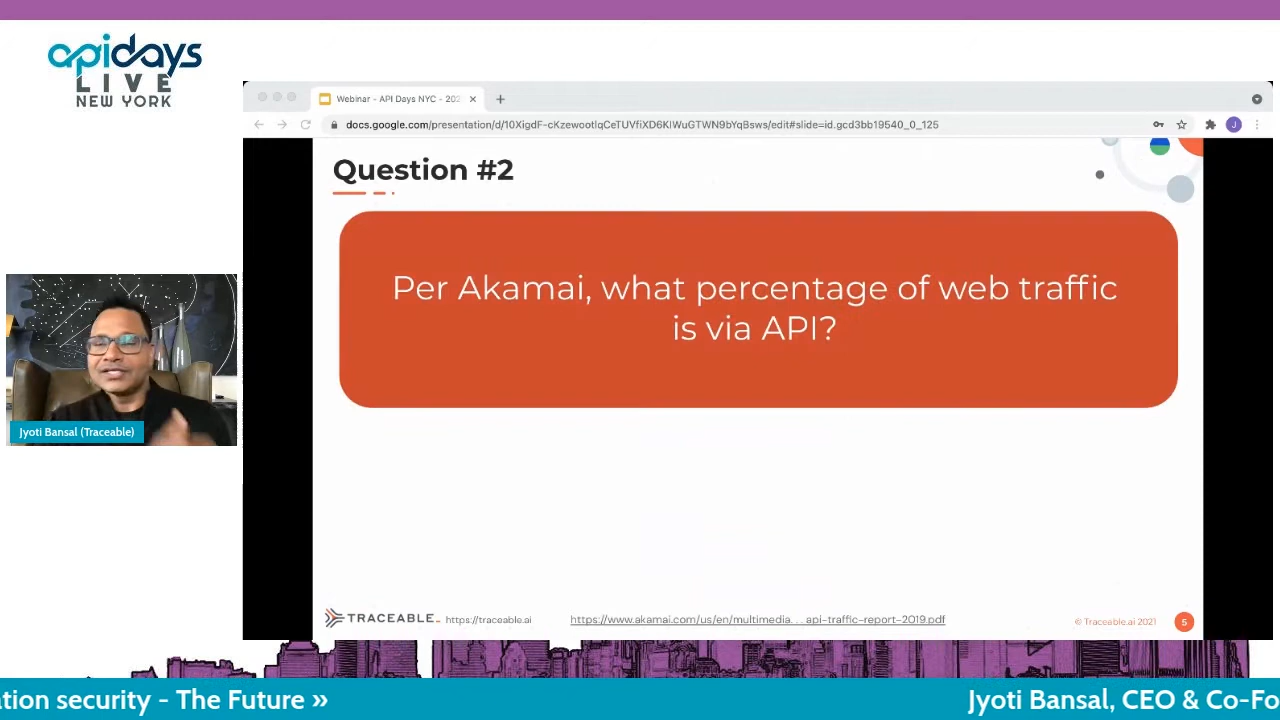 apidays
LIVE
NEW YORK
Webinar - API Days NYC - 202
docs.google.com/presentation/d/10XigdF-cKzewootIqCeTUVfiXD6KIWuGTWN9bYqBsws/edit#slide=id.gcd3bb19540_0_125
J
Question #2
Per Akamai, what percentage of web traffic
is via API?
Jyoti Bansal (Traceable)
TRACEABLE https://traceable.ai https://www.akamai.com/us/en/multimedia. . . api-traffic-report-2019.pdf © Traceable.ai 2021 5
ation security - The Future » Jyoti Bansal, CEO & Co-Fo